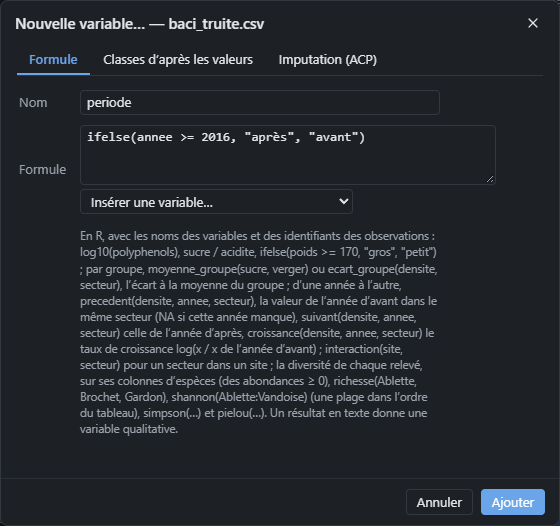 Nouvelle variable… — baci_truite.csv
Formule
Classes d’après les valeurs
Imputation (ACP)
Nom
periode
ifelse(annee >= 2016, "après", "avant")
Formule
Insérer une variable…
En R, avec les noms des variables et des identifiants des observations :
log10(polyphenols), sucre / acidite, ifelse(poids >= 170, "gros", "petit")
; par groupe, moyenne_groupe(sucre, verger) ou ecart_groupe(densite,
secteur), l’écart à la moyenne du groupe ; d’une année à l’autre,
precedent(densite, annee, secteur), la valeur de l’année d’avant dans le
même secteur (NA si cette année manque), suivant(densite, annee,
secteur) celle de l’année d’après, croissance(densite, annee, secteur) le
taux de croissance log(x / x de l’année d’avant) ; interaction(site,
secteur) pour un secteur dans un site ; la diversité de chaque relevé,
sur ses colonnes d’espèces (des abondances ≥ 0), richesse(Ablette,
Brochet, Gardon), shannon(Ablette:Vandoise) (une plage dans l’ordre
du tableau), simpson(…) et pielou(…). Un résultat en texte donne une
variable qualitative.
Annuler
Ajouter